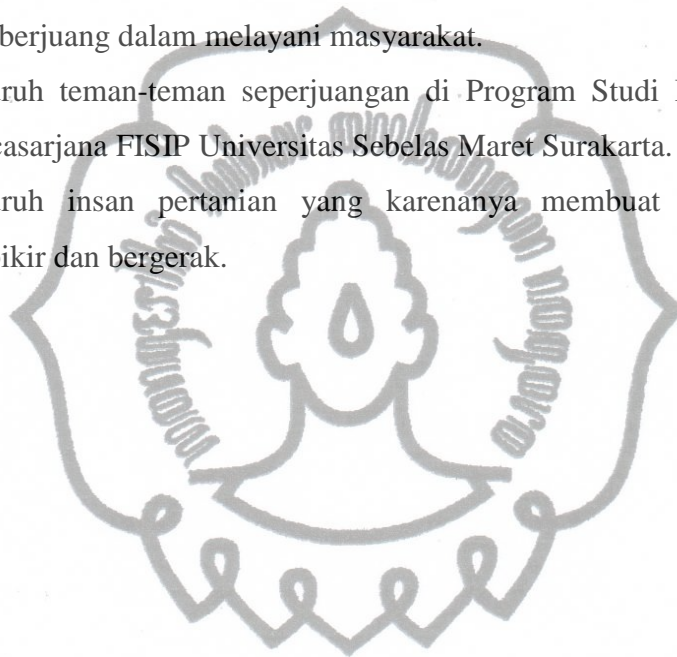 berjuang dalam melayani masyarakat.
ruh teman-teman seperjuangan di Program Studi
casarjana FISIP Universitas Sebelas Maret Surakarta.
ruh insan pertanian yang karenanya membuat
ikir dan bergerak.